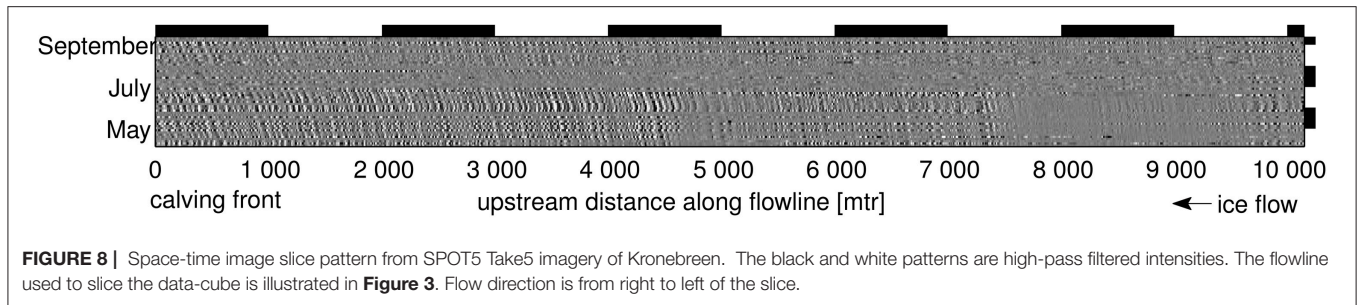 September
July
May
0 1 000 2 000 3 000 4 000 5 000 6 000 7 000 8 000 9 000 10 000
calving front upstream distance along flowline [mtr] ice flow
FIGURE 8 | Space-time image slice pattern from SPOT5 Take5 imagery of Kronebreen. The black and white patterns are high-pass filtered intensities. The flowline
used to slice the data-cube is illustrated in Figure 3. Flow direction is from right to left of the slice.